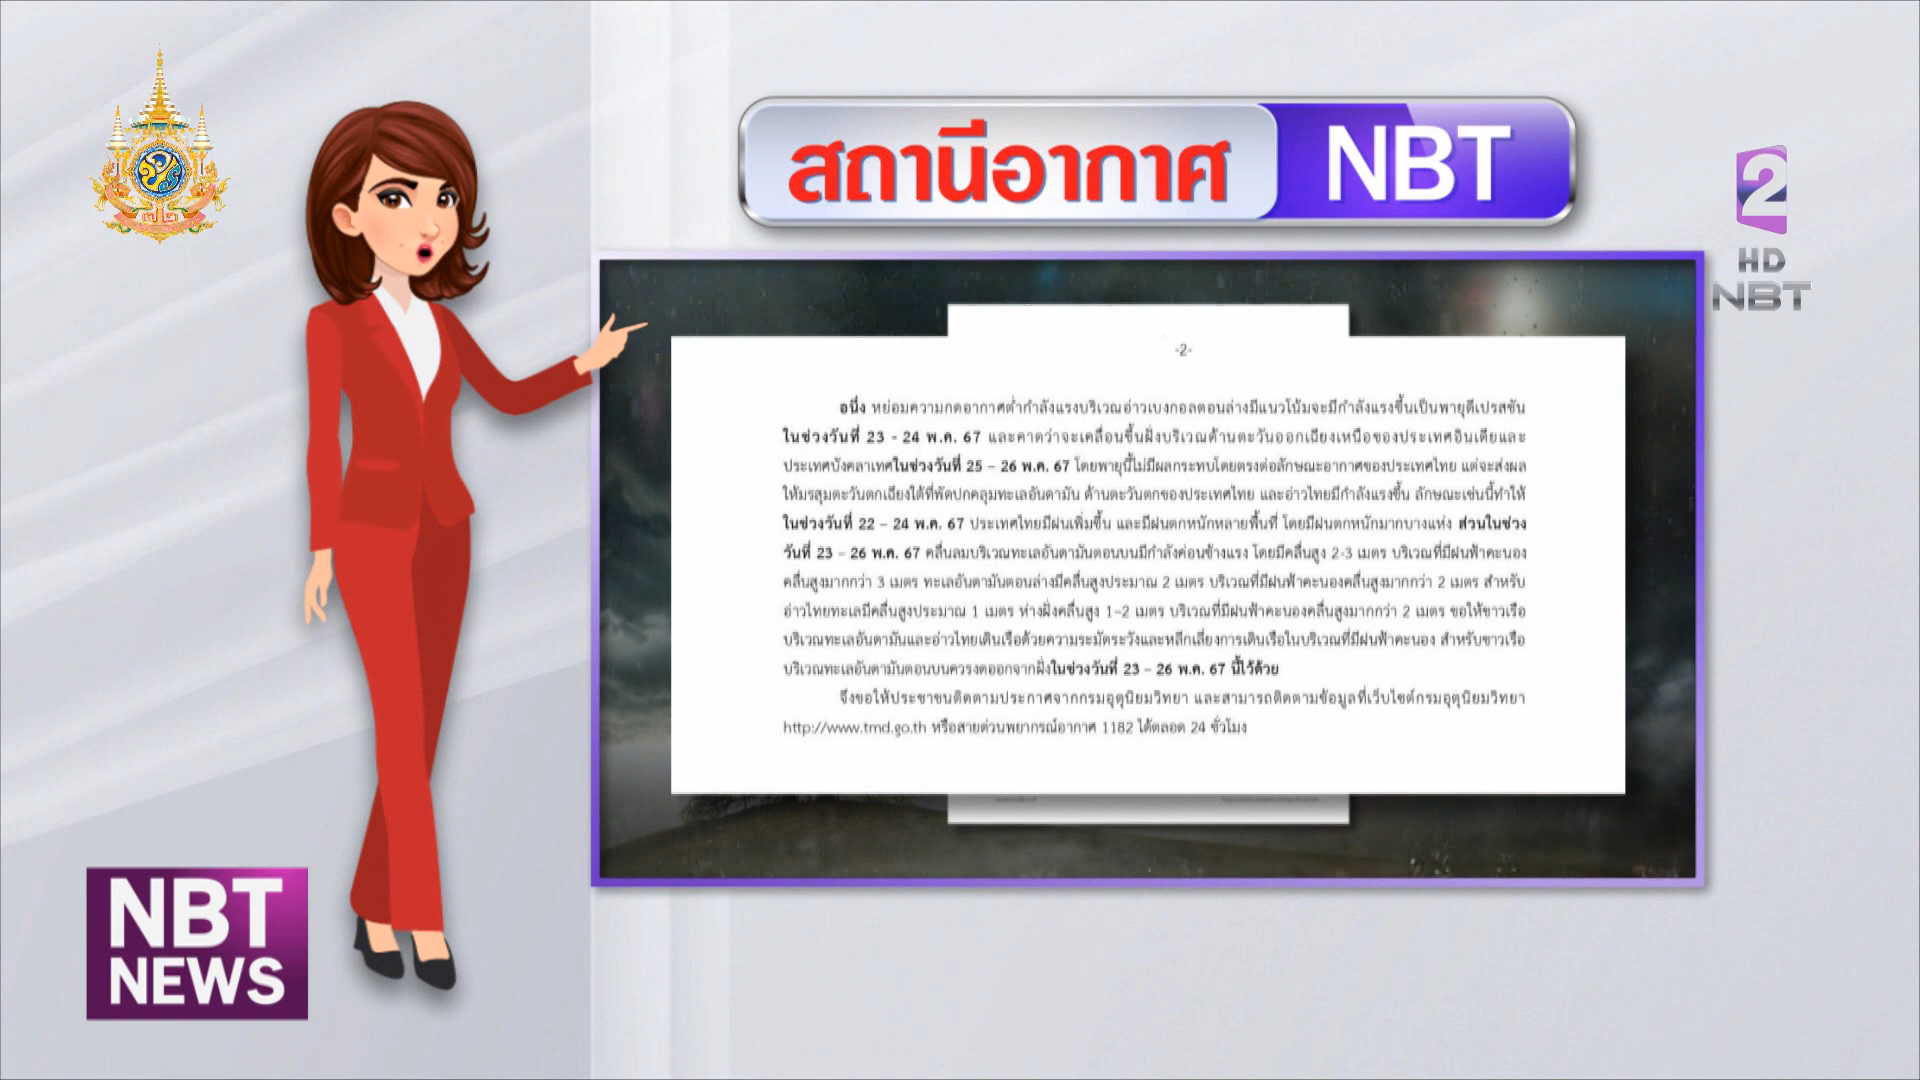 สถานีอากาศ NBT
2
HD
NBT
๗๒
-2-
อนึ่ง หย่อมความกดอากาศต่ำกำลังแรงบริเวณอ่าวเบงกอลตอนล่างมีแนวโน้มจะมีกำลังแรงขึ้นเป็นพายุดีเปรสชัน
ในช่วงวันที่ 23 - 24 พ.ค. 67 และคาดว่าจะเคลื่อนขึ้นฝั่งบริเวณด้านตะวันออกเฉียงเหนือของประเทศอินเดียและ
ประเทศบังคลาเทศในช่วงวันที่ 25 – 26 พ.ค. 67 โดยพายุนี้ไม่มีผลกระทบโดยตรงต่อลักษณะอากาศของประเทศไทย แต่จะส่งผล
ให้มรสุมตะวันตกเฉียงใต้ที่พัดปกคลุมทะเลอันดามัน ด้านตะวันตกของประเทศไทย และอ่าวไทยมีกำลังแรงขึ้น ลักษณะเช่นนี้ทำให้
ในช่วงวันที่ 22 – 24 พ.ค. 67 ประเทศไทยมีฝนเพิ่มขึ้น และมีฝนตกหนักหลายพื้นที่ โดยมีฝนตกหนักมากบางแห่ง ส่วนในช่วง
วันที่ 23 – 26 พ.ค. 67 คลื่นลมบริเวณทะเลอันดามันตอนบนมีกำลังค่อนข้างแรง โดยมีคลื่นสูง 2-3 เมตร บริเวณที่มีฝนฟ้าคะนอง
คลื่นสูงมากกว่า 3 เมตร ทะเลอันดามันตอนล่างมีคลื่นสูงประมาณ 2 เมตร บริเวณที่มีฝนฟ้าคะนองคลื่นสูงมากกว่า 2 เมตร สำหรับ
อ่าวไทยทะเลมีคลื่นสูงประมาณ 1 เมตร ห่างฝั่งคลื่นสูง 1–2 เมตร บริเวณที่มีฝนฟ้าคะนองคลื่นสูงมากกว่า 2 เมตร ขอให้ชาวเรือ
บริเวณทะเลอันดามันและอ่าวไทยเดินเรือด้วยความระมัดระวังและหลีกเลี่ยงการเดินเรือในบริเวณที่มีฝนฟ้าคะนอง สำหรับชาวเรือ
บริเวณทะเลอันดามันตอนบนควรงดออกจากฝั่งในช่วงวันที่ 23 – 26 พ.ค. 67 นี้ไว้ด้วย
จึงขอให้ประชาชนติดตามประกาศจากกรมอุตุนิยมวิทยา และสามารถติดตามข้อมูลที่เว็บไซต์กรมอุตุนิยมวิทยา
http://www.tmd.go.th หรือสายด่วนพยากรณ์อากาศ 1182 ได้ตลอด 24 ชั่วโมง
NBT
NEWS